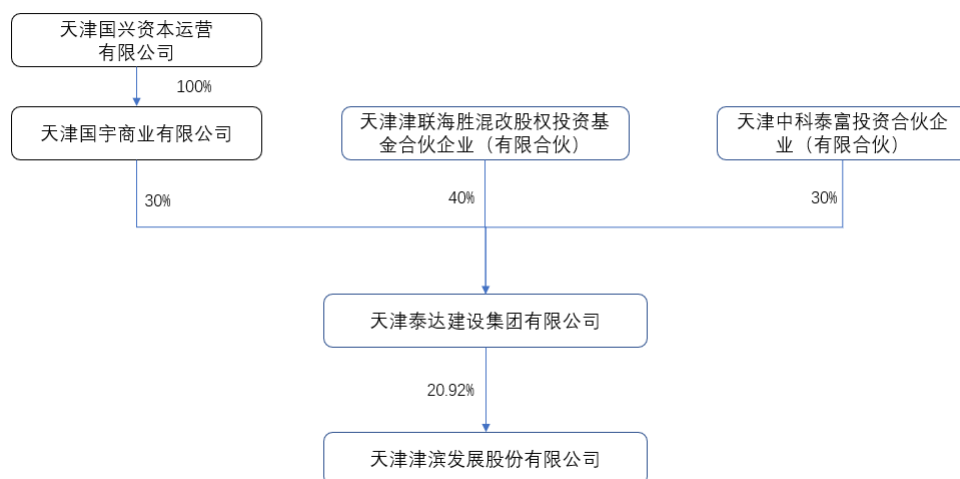 天津国兴资本运营
有限公司
100%
天津国宇商业有限公司
天津津联海胜混改股权投资基
金合伙企业（有限合伙）
天津中科泰富投资合伙企
业（有限合伙）
30%
40%
30%
天津泰达建设集团有限公司
20.92%
天津津滨发展股份有限公司